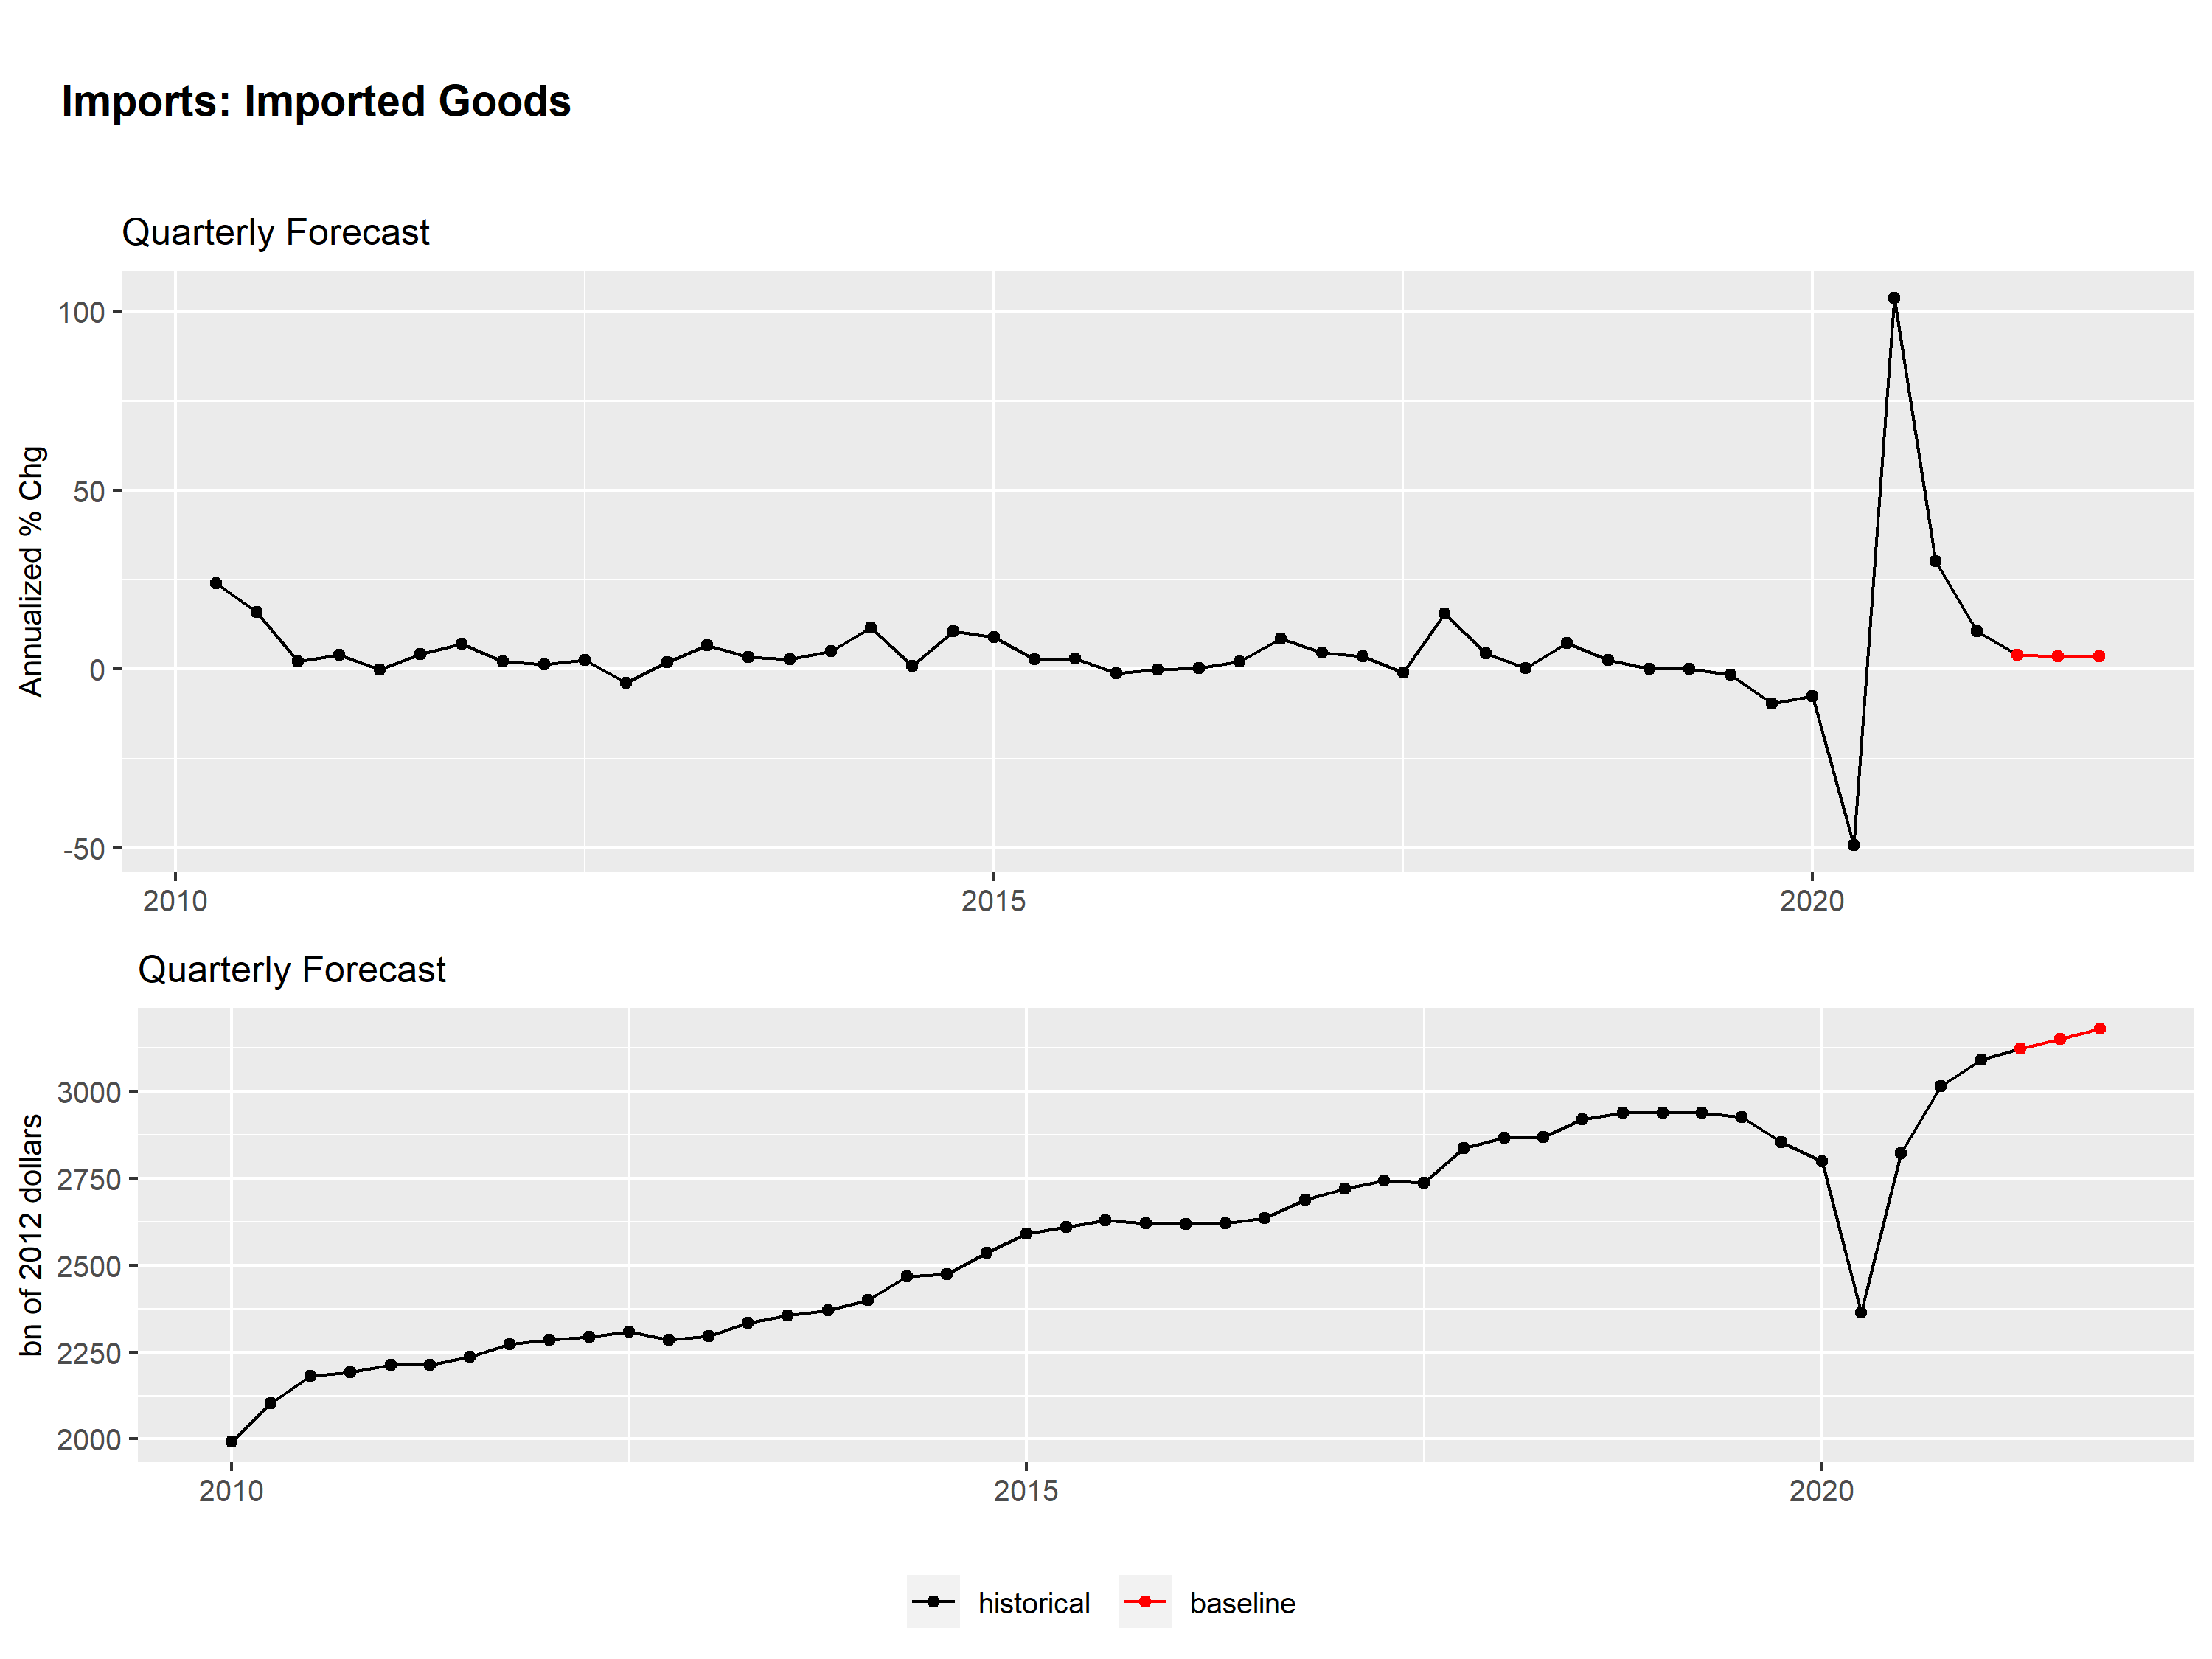 Imports: Imported Goods
Quarterly Forecast
Annualized % Chg
100
50
0
-50
2010 2015 2020
Quarterly Forecast
bn of 2012 dollars
3000
2750
2500
2250
2000
2010 2015 2020
historical baseline